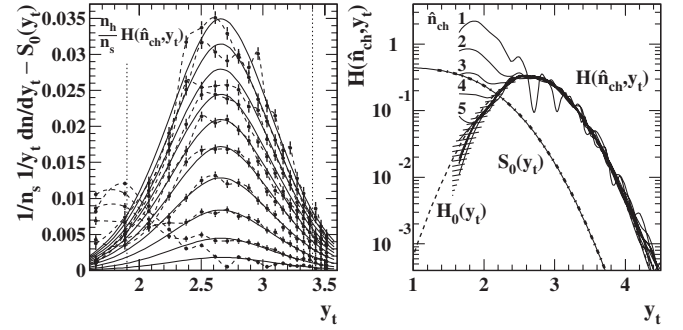 1/n_s 1/y_t dn/dy_t – S_0(y_t)
0.035
0.03
0.025
0.02
0.015
0.01
0.005
0
n_h/n_s H(n̂_ch,y_t)
2
2.5
3
3.5
y_t
H(n̂_ch,y_t)
1
10^-1
10^-2
10^-3
n̂_ch
1
2
3
4
5
H(n̂_ch,y_t)
S_0(y_t)
H_0(y_t)
1
2
3
4
y_t